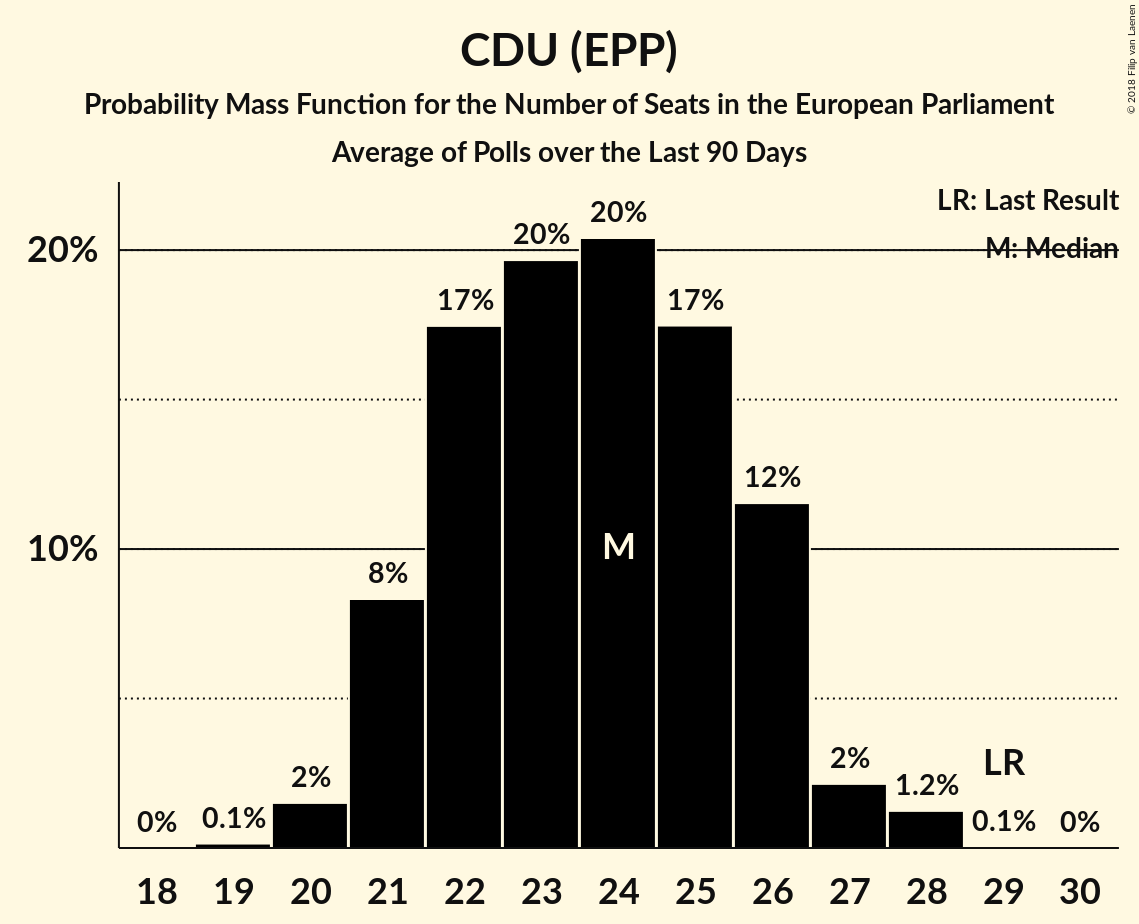 CDU (EPP)
Probability Mass Function for the Number of Seats in the European Parliament
Average of Polls over the Last 90 Days
© 2018 Filip van Laenen
LR: Last Result
M: Median
20%
10%
0%
0.1%
2%
8%
17%
20%
20%
17%
12%
2%
1.2%
0.1%
0%
M
LR
18 19 20 21 22 23 24 25 26 27 28 29 30